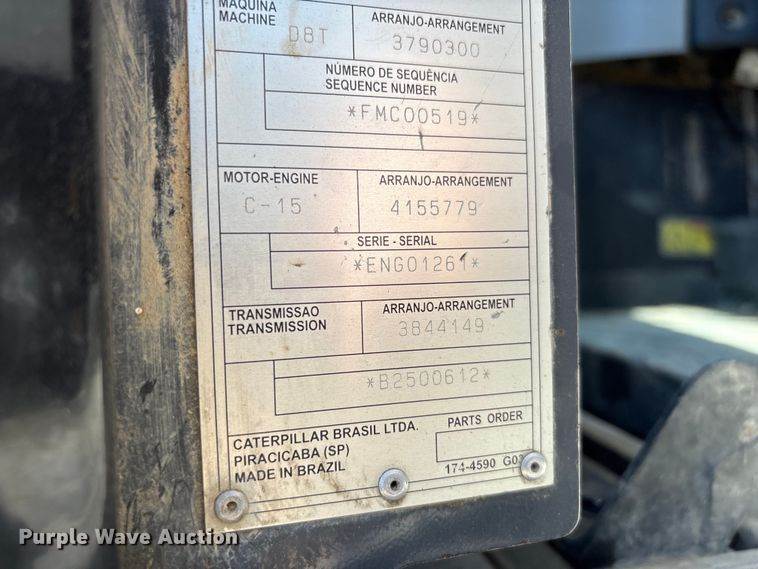 MAQUINA
MACHINE
D8T
ARRANJO-ARRANGEMENT
3790300
NÚMERO DE SEQUÊNCIA
SEQUENCE NUMBER
*FMC00519*
MOTOR-ENGINE
C-15
ARRANJO-ARRANGEMENT
4155779
SERIE - SERIAL
*ENG01261*
TRANSMISSAO
TRANSMISSION
ARRANJO-ARRANGEMENT
3844149
*B2500612*
CATERPILLAR BRASIL LTDA.
PIRACICABA (SP)
MADE IN BRAZIL
PARTS ORDER
174-4590
Purple Wave Auction